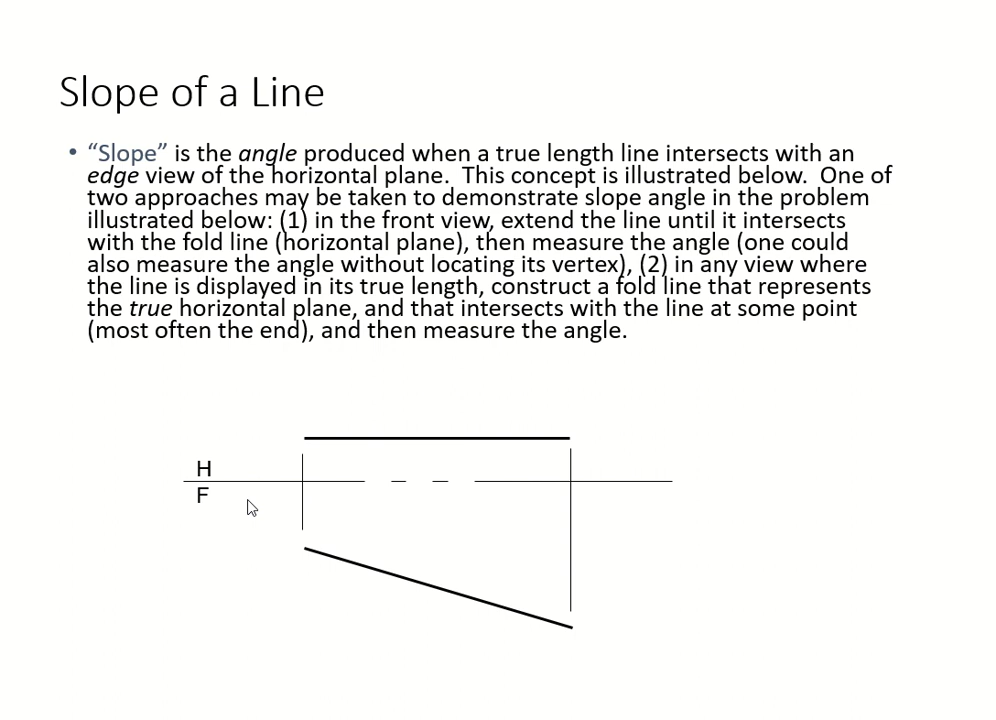 Slope of a Line
• “Slope” is the angle produced when a true length line intersects with an
edge view of the horizontal plane.  This concept is illustrated below.  One of
two approaches may be taken to demonstrate slope angle in the problem
illustrated below: (1) in the front view, extend the line until it intersects
with the fold line (horizontal plane), then measure the angle (one could
also measure the angle without locating its vertex), (2) in any view where
the line is displayed in its true length, construct a fold line that represents
the true horizontal plane, and that intersects with the line at some point
(most often the end), and then measure the angle.
H
F